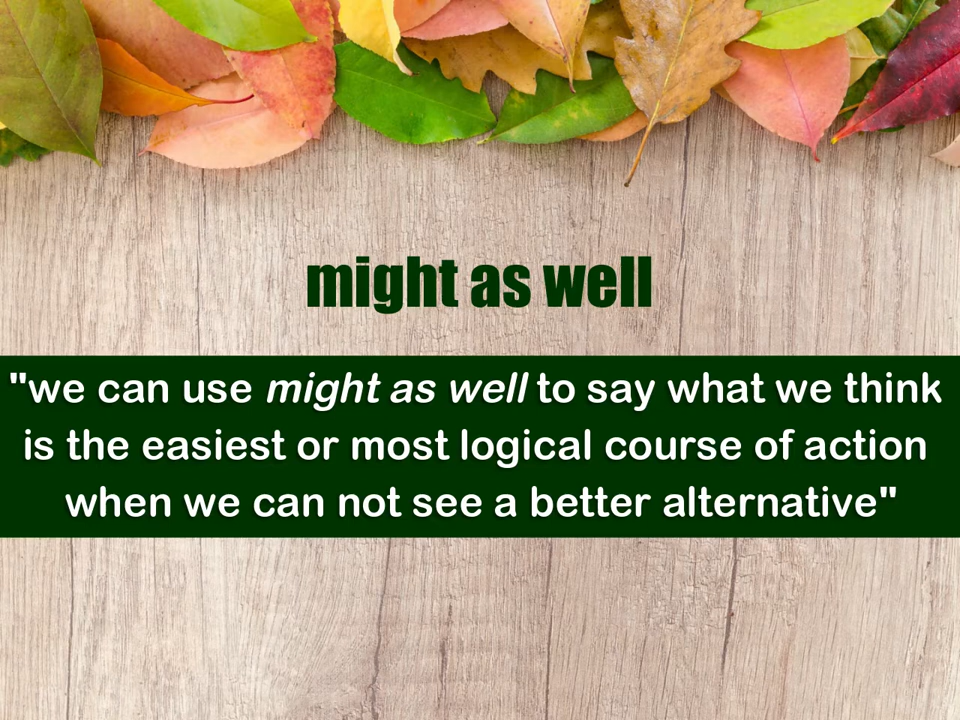 might as well
"we can use might as well to say what we think
is the easiest or most logical course of action
when we can not see a better alternative"